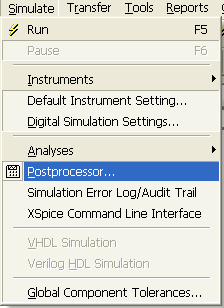 Simulate Transfer Tools Reports
Run F5
Pause F6
Instruments
Default Instrument Setting...
Digital Simulation Settings...
Analyses
Postprocessor...
Simulation Error Log/Audit Trail
XSpice Command Line Interface
VHDL Simulation
Verilog HDL Simulation
Global Component Tolerances...